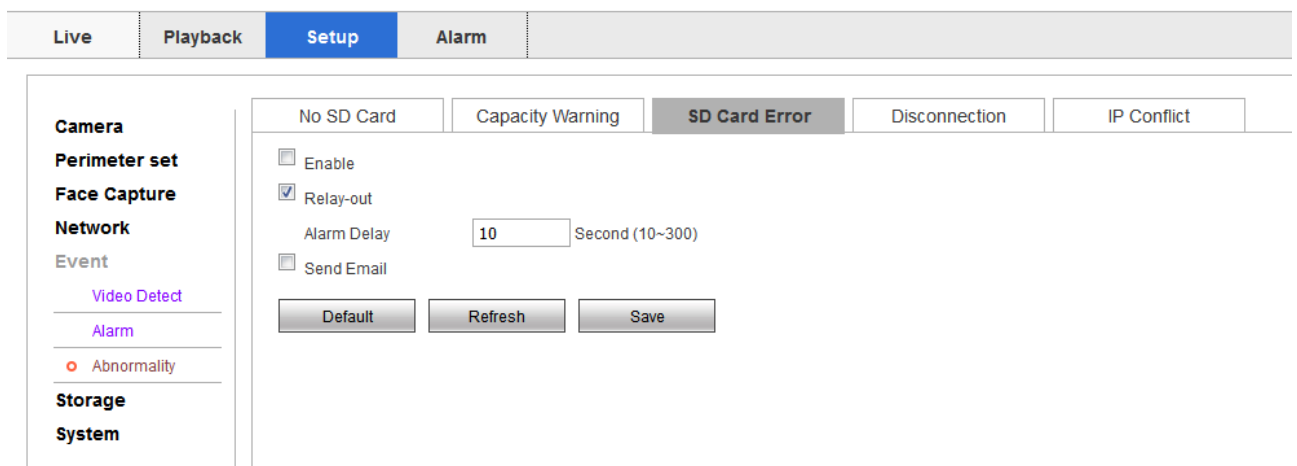 Live Playback Setup Alarm
No SD Card Capacity Warning SD Card Error Disconnection IP Conflict
Camera
Perimeter set
Face Capture
Network
Event
Video Detect
Alarm
Abnormality
Storage
System
Enable
Relay-out
Alarm Delay 10 Second (10~300)
Send Email
Default Refresh Save